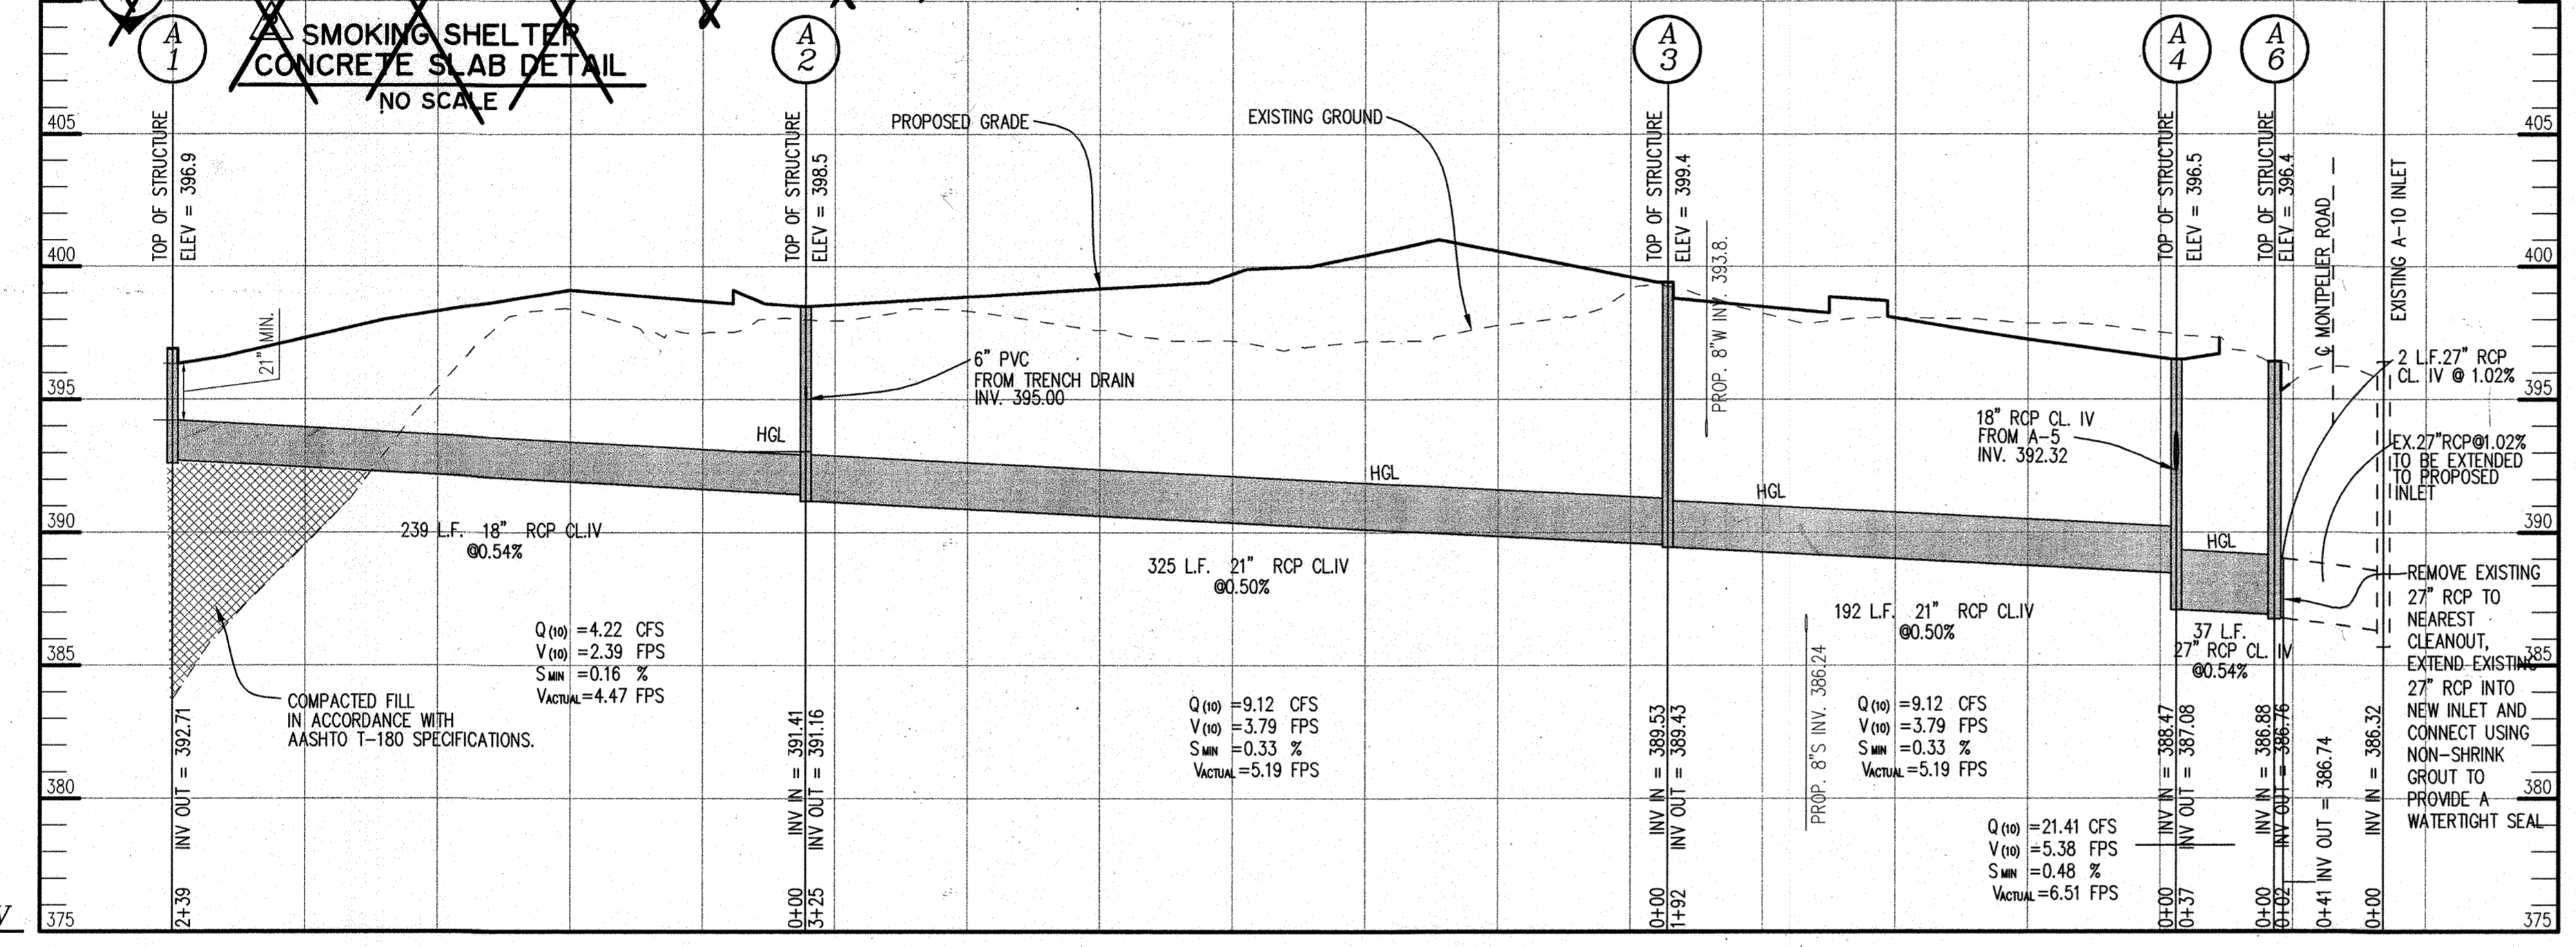 A
1
2
SMOKING SHELTER
CONCRETE SLAB DETAIL
NO SCALE
A
2
A
3
A
4
A
6
405
400
395
390
385
380
375
405
400
395
390
385
380
375
TOP OF STRUCTURE
ELEV = 396.9
TOP OF STRUCTURE
ELEV = 398.5
TOP OF STRUCTURE
ELEV = 399.4
TOP OF STRUCTURE
ELEV = 396.5
TOP OF STRUCTURE
ELEV = 396.4
℄ MONTPELIER ROAD
EXISTING A-10 INLET
PROPOSED GRADE
EXISTING GROUND
21" MIN.
6" PVC
FROM TRENCH DRAIN
INV. 395.00
PROP. 8"W INV. 393.8.
18" RCP CL. IV
FROM A-5
INV. 392.32
2 L.F.27" RCP
CL. IV @ 1.02%
EX.27"RCP@1.02%
TO BE EXTENDED
TO PROPOSED
INLET
HGL
HGL
HGL
HGL
239 L.F. 18" RCP CL.IV
@0.54%
325 L.F. 21" RCP CL.IV
@0.50%
192 L.F. 21" RCP CL.IV
@0.50%
37 L.F.
27" RCP CL. IV
@0.54%
REMOVE EXISTING
27" RCP TO
NEAREST
CLEANOUT,
EXTEND EXISTING
27" RCP INTO
NEW INLET AND
CONNECT USING
NON-SHRINK
GROUT TO
PROVIDE A
WATERTIGHT SEAL
COMPACTED FILL
IN ACCORDANCE WITH
AASHTO T-180 SPECIFICATIONS.
Q(10) =4.22 CFS
V(10) =2.39 FPS
S MIN =0.16 %
VACTUAL=4.47 FPS
Q(10) =9.12 CFS
V(10) =3.79 FPS
S MIN =0.33 %
VACTUAL=5.19 FPS
PROP. 8"S INV. 386.24
Q(10) =9.12 CFS
V(10) =3.79 FPS
S MIN =0.33 %
VACTUAL=5.19 FPS
Q(10) =21.41 CFS
V(10) =5.38 FPS
S MIN =0.48 %
VACTUAL=6.51 FPS
INV OUT = 392.71
INV IN = 391.41
INV OUT = 391.16
INV IN = 389.53
INV OUT = 389.43
INV IN = 388.47
INV OUT = 387.08
INV IN = 386.88
INV OUT = 386.76
INV OUT = 386.74
INV IN = 386.32
2+39
0+00
3+25
0+00
1+92
0+00
0+37
0+00
0+02
0+41
0+00